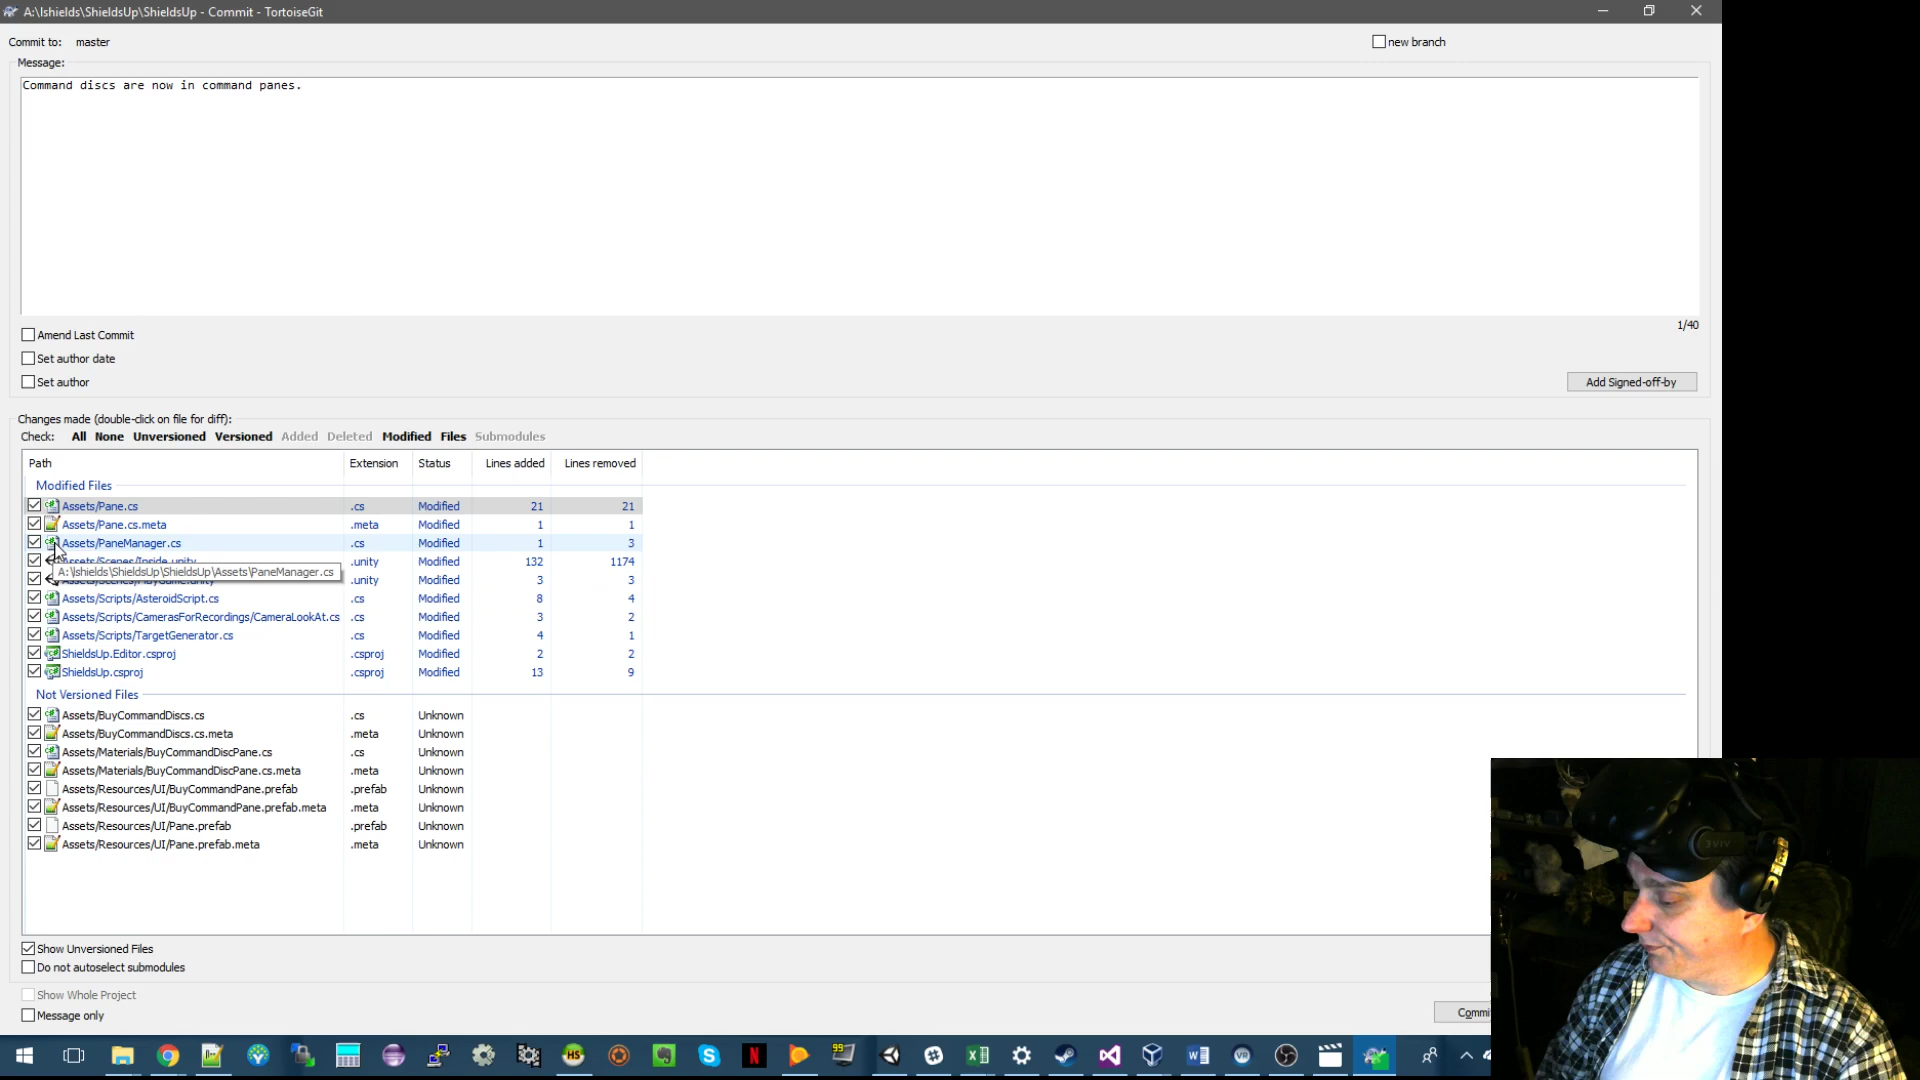 A:\Ishields\ShieldsUp\ShieldsUp - Commit - TortoiseGit
Commit to: master
new branch
Message:
Command discs are now in command panes.
1/40
Amend Last Commit
Set author date
Set author
Add Signed-off-by
Changes made (double-click on file for diff):
Check: All None Unversioned Versioned Added Deleted Modified Files Submodules
Path Extension Status Lines added Lines removed
Modified Files
Assets/Pane.cs .cs Modified 21 21
Assets/Pane.cs.meta .meta Modified 1 1
Assets/PaneManager.cs .cs Modified 1 3
Assets/Scenes/Inside.unity .unity Modified 132 1174
A:\Ishields\ShieldsUp\ShieldsUp\Assets\PaneManager.cs
.unity Modified 3 3
Assets/Scripts/AsteroidScript.cs .cs Modified 8 4
Assets/Scripts/CamerasForRecordings/CameraLookAt.cs .cs Modified 3 2
Assets/Scripts/TargetGenerator.cs .cs Modified 4 1
ShieldsUp.Editor.csproj .csproj Modified 2 2
ShieldsUp.csproj .csproj Modified 13 9
Not Versioned Files
Assets/BuyCommandDiscs.cs .cs Unknown
Assets/BuyCommandDiscs.cs.meta .meta Unknown
Assets/Materials/BuyCommandDiscPane.cs .cs Unknown
Assets/Materials/BuyCommandDiscPane.cs.meta .meta Unknown
Assets/Resources/UI/BuyCommandPane.prefab .prefab Unknown
Assets/Resources/UI/BuyCommandPane.prefab.meta .meta Unknown
Assets/Resources/UI/Pane.prefab .prefab Unknown
Assets/Resources/UI/Pane.prefab.meta .meta Unknown
Show Unversioned Files
Do not autoselect submodules
Show Whole Project
Message only
Commi
HS
N
99
VR